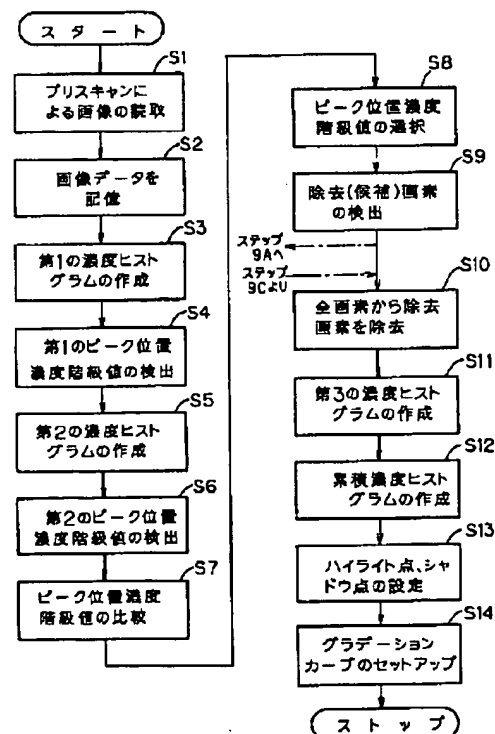 スタート
S1
プリスキャンに
よる画像の読取
S2
画像データを
記憶
S3
第1の濃度ヒスト
グラムの作成
S4
第1のピーク位置
濃度階級値の検出
S5
第2の濃度ヒスト
グラムの作成
S6
第2のピーク位置
濃度階級値の検出
S7
ピーク位置濃度
階級値の比較
S8
ピーク位置濃度
階級値の選択
S9
除去(候補)画素
の検出
ステップ
9Aへ
ステップ
9Cより
S10
全画素から除去
画素を除去
S11
第3の濃度ヒスト
グラムの作成
S12
累積濃度ヒスト
グラムの作成
S13
ハイライト点、シャ
ドウ点の設定
S14
グラデーション
カーブのセットアップ
ストップ